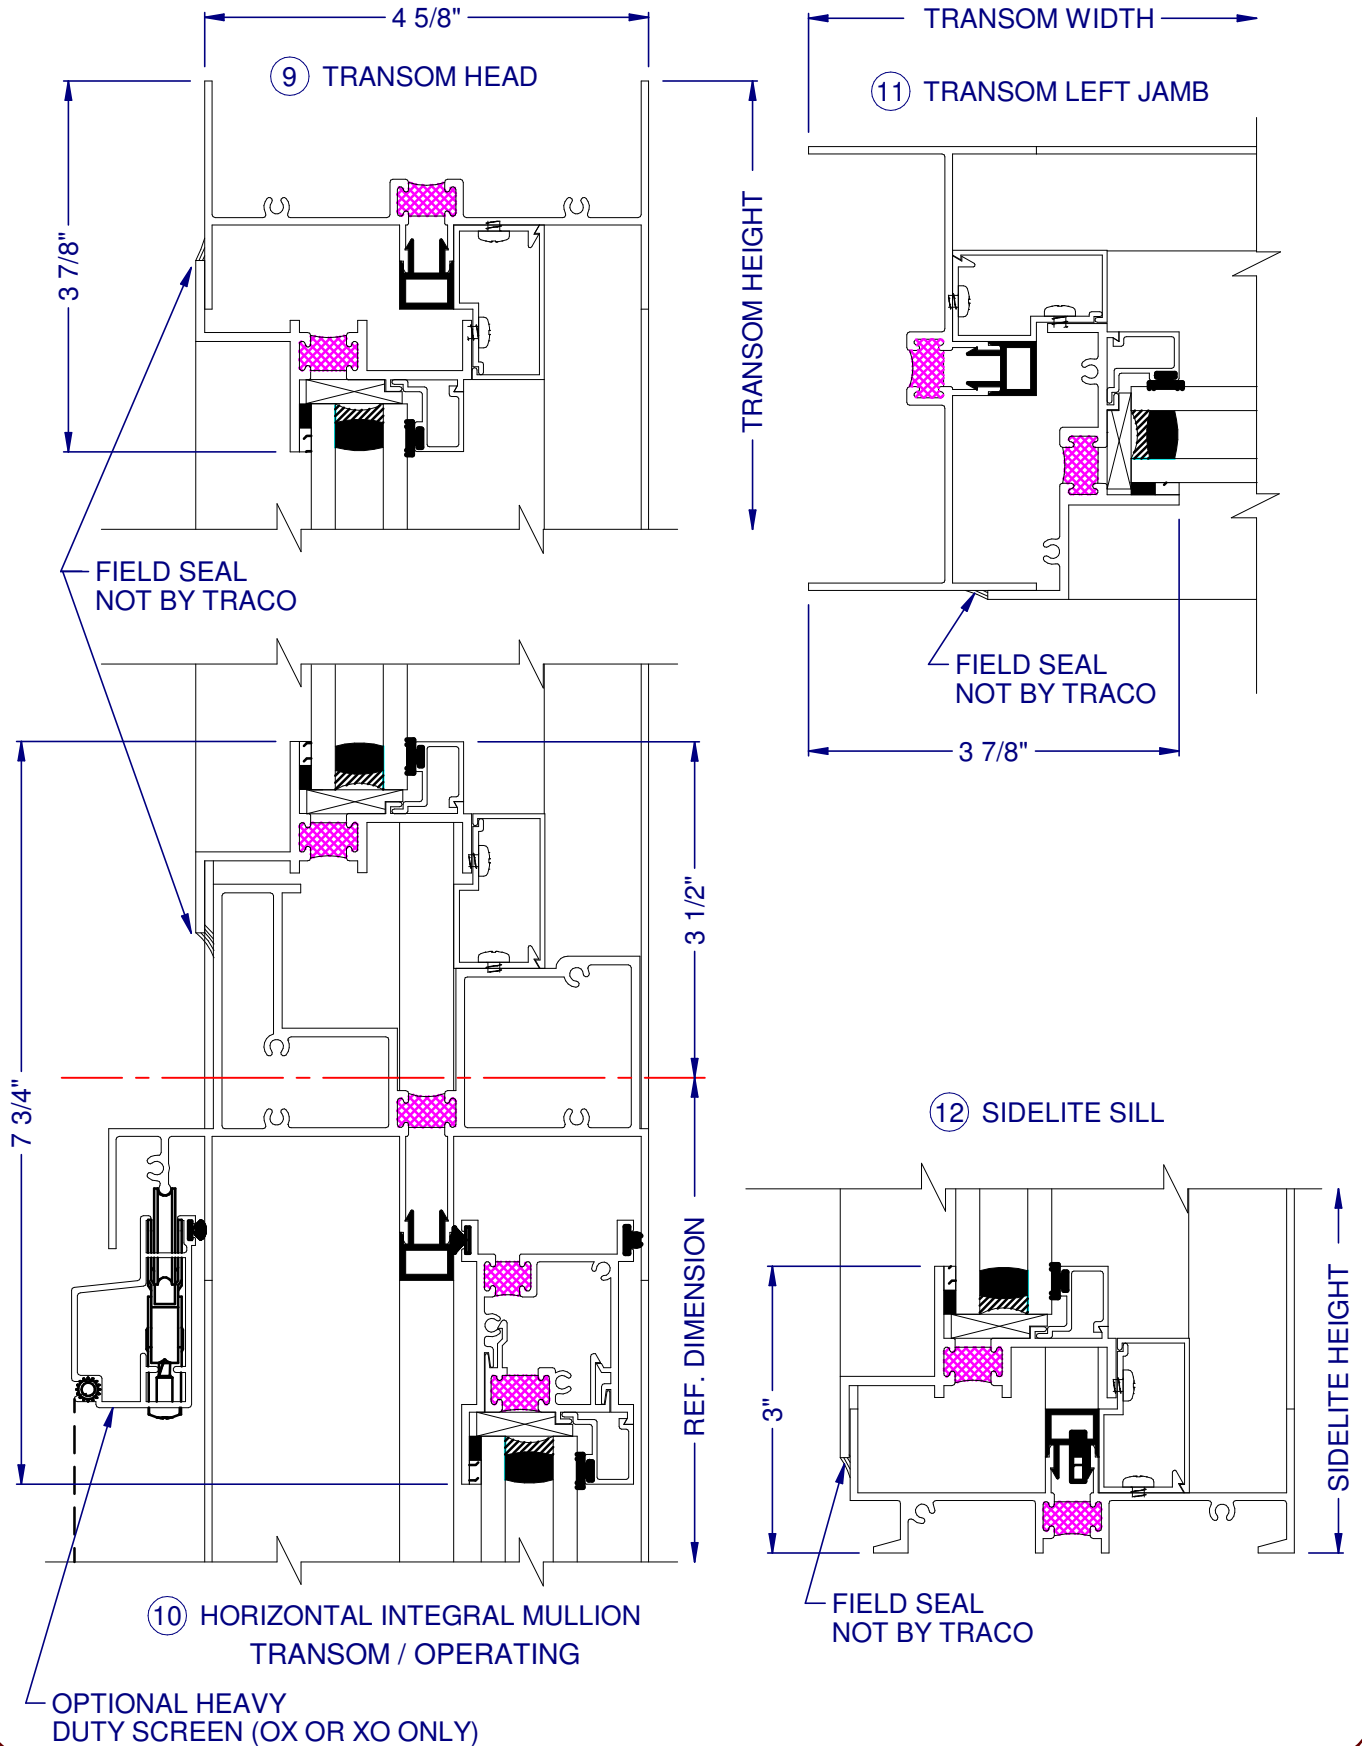 4 5/8"
9 TRANSOM HEAD
3 7/8"
TRANSOM HEIGHT
FIELD SEAL
NOT BY TRACO
TRANSOM WIDTH
11 TRANSOM LEFT JAMB
FIELD SEAL
NOT BY TRACO
3 7/8"
7 3/4"
3 1/2"
REF. DIMENSION
10 HORIZONTAL INTEGRAL MULLION
TRANSOM / OPERATING
OPTIONAL HEAVY
DUTY SCREEN (OX OR XO ONLY)
12 SIDELITE SILL
3"
SIDELITE HEIGHT
FIELD SEAL
NOT BY TRACO